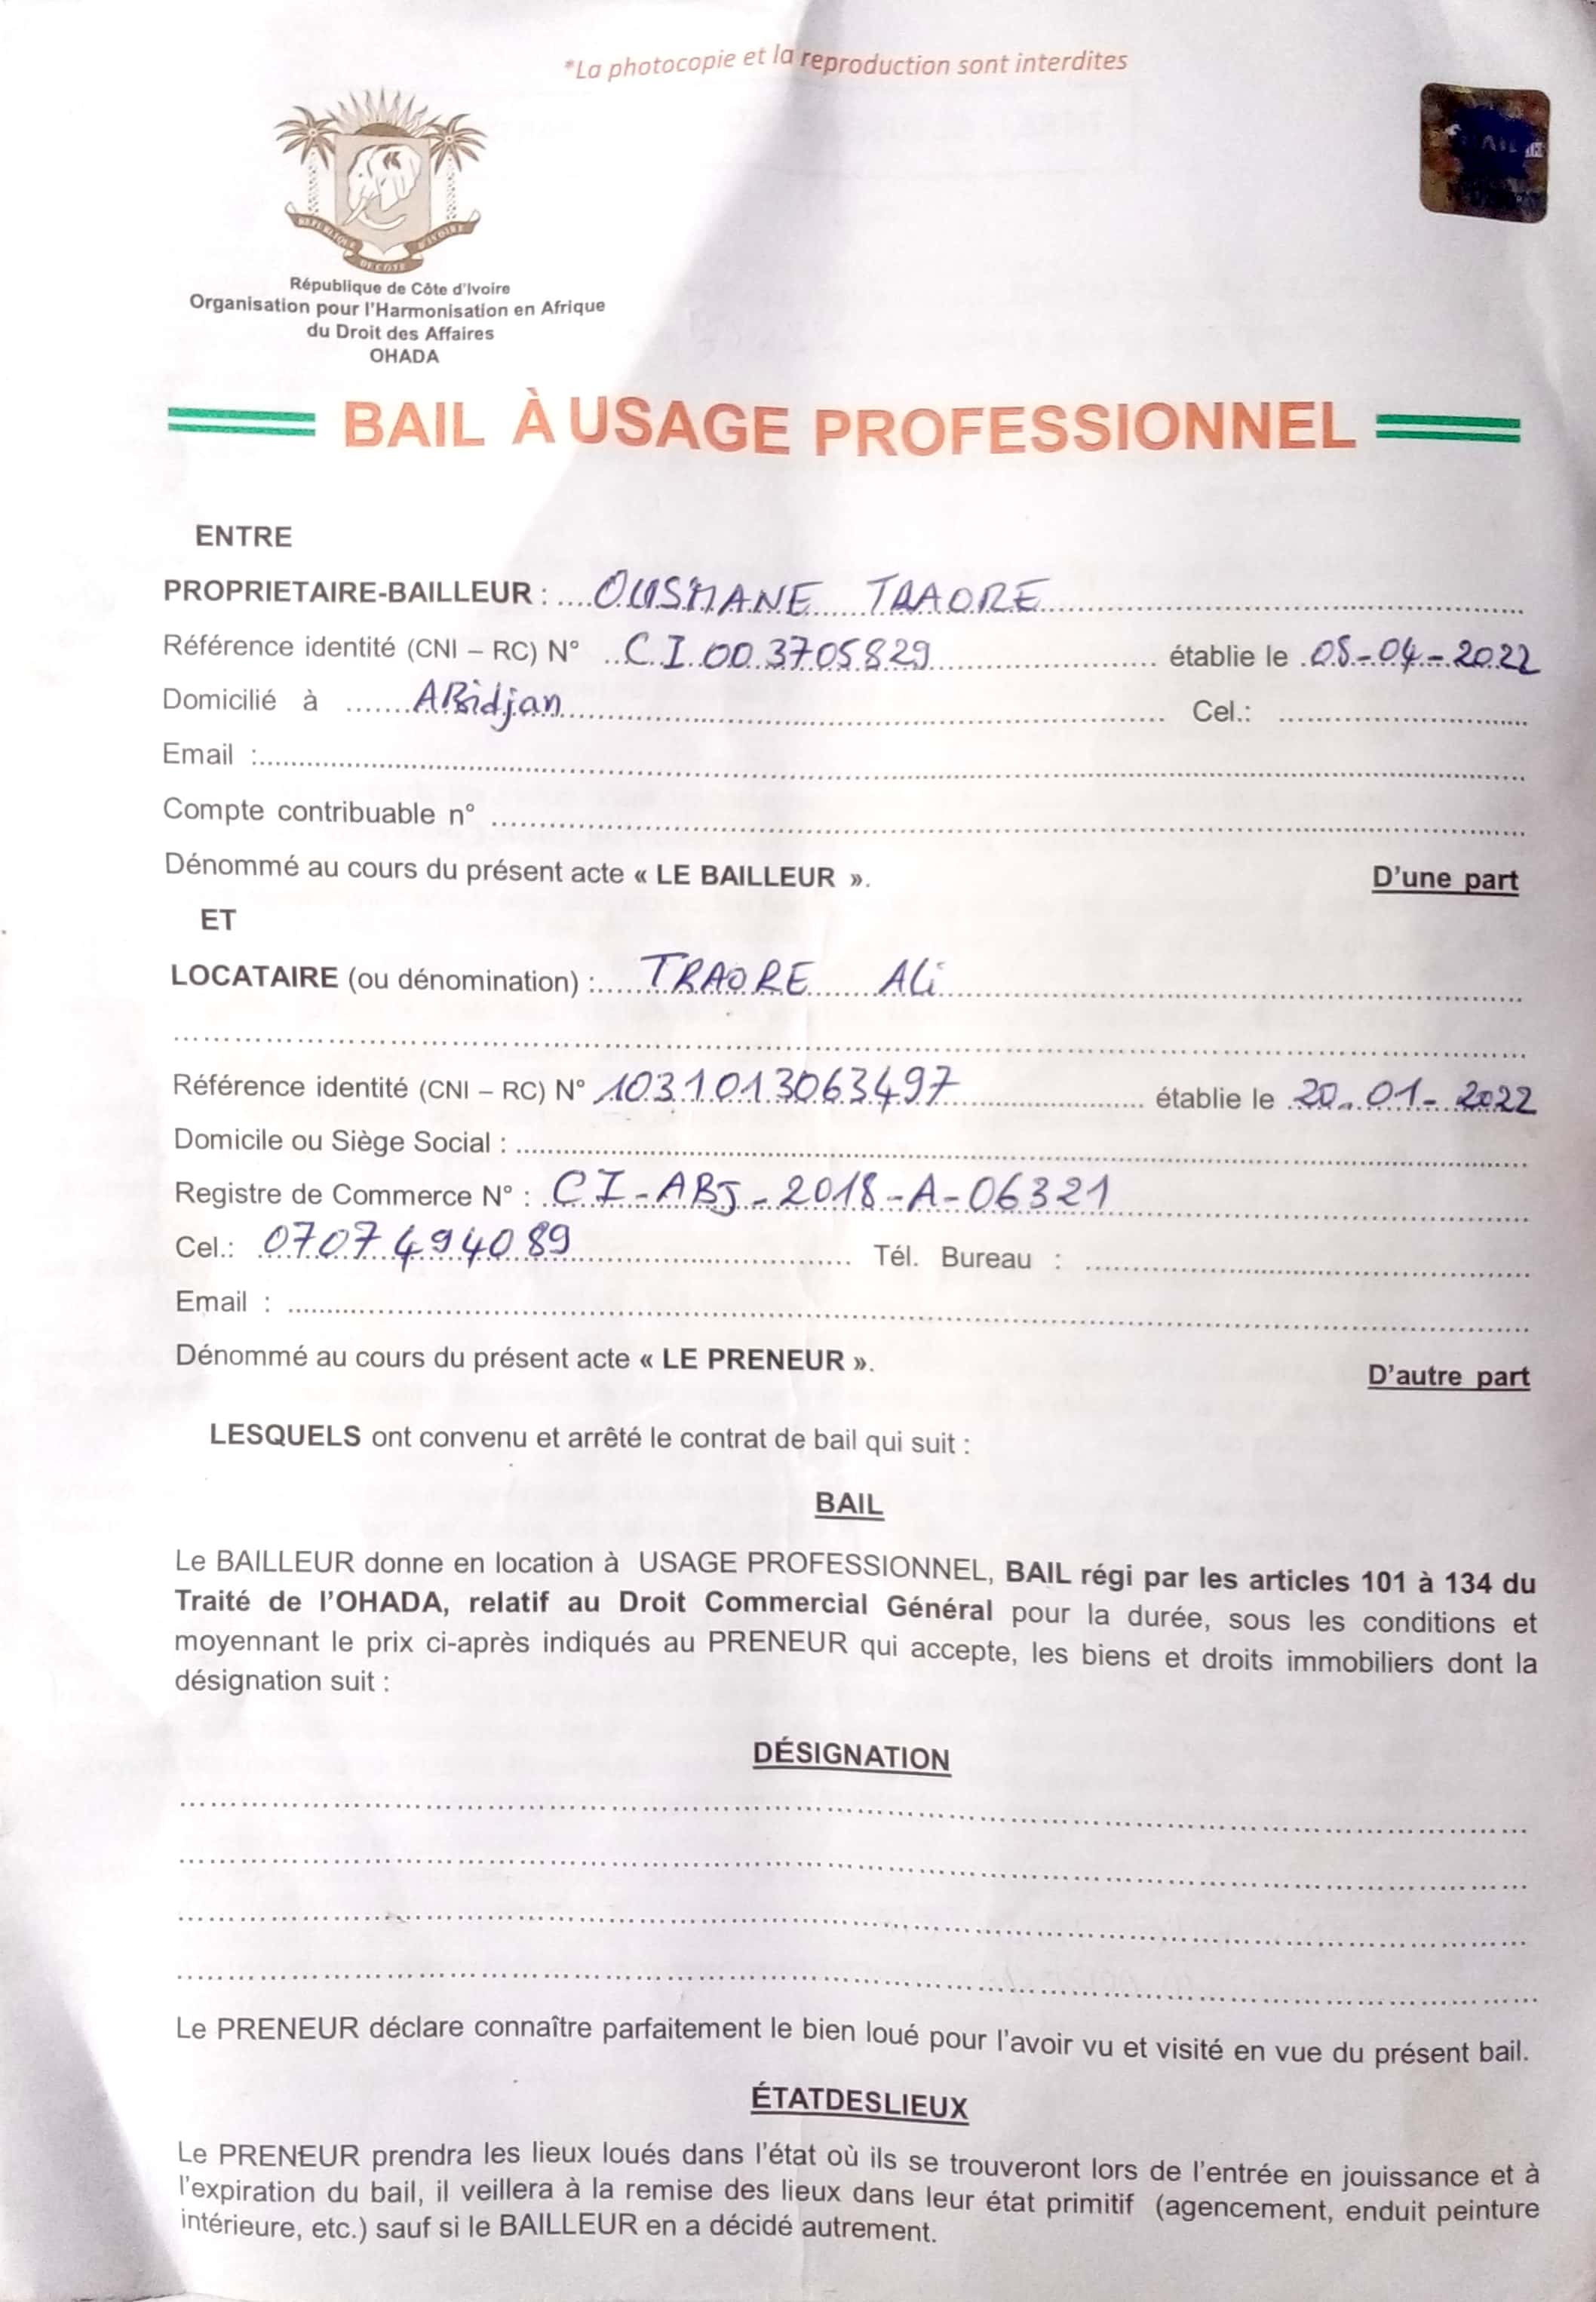 *La photocopie et la reproduction sont interdites
BAIL
REPUBLIQUE DE COTE D'IVOIRE
République de Côte d'Ivoire
Organisation pour l'Harmonisation en Afrique
du Droit des Affaires
OHADA
BAIL À USAGE PROFESSIONNEL
ENTRE
PROPRIETAIRE-BAILLEUR : OUSMANE TRAORE
Référence identité (CNI – RC) N° C.I.00.3705829 établie le 05-04-2022
Domicilié à ABidjan Cel.:
Email :
Compte contribuable n°
Dénommé au cours du présent acte « LE BAILLEUR ». D'une part
ET
LOCATAIRE (ou dénomination) : TRAORE Ali
Référence identité (CNI – RC) N° 1031013063497 établie le 20-01-2022
Domicile ou Siège Social :
Registre de Commerce N° : CI-ABJ-2018-A-06321
Cel.: 0707494089 Tél. Bureau :
Email :
Dénommé au cours du présent acte « LE PRENEUR ». D'autre part
LESQUELS ont convenu et arrêté le contrat de bail qui suit :
BAIL
Le BAILLEUR donne en location à USAGE PROFESSIONNEL, BAIL régi par les articles 101 à 134 du
Traité de l'OHADA, relatif au Droit Commercial Général pour la durée, sous les conditions et
moyennant le prix ci-après indiqués au PRENEUR qui accepte, les biens et droits immobiliers dont la
désignation suit :
DÉSIGNATION
Le PRENEUR déclare connaître parfaitement le bien loué pour l'avoir vu et visité en vue du présent bail.
ÉTATDESLIEUX
Le PRENEUR prendra les lieux loués dans l'état où ils se trouveront lors de l'entrée en jouissance et à
l'expiration du bail, il veillera à la remise des lieux dans leur état primitif (agencement, enduit peinture
intérieure, etc.) sauf si le BAILLEUR en a décidé autrement.